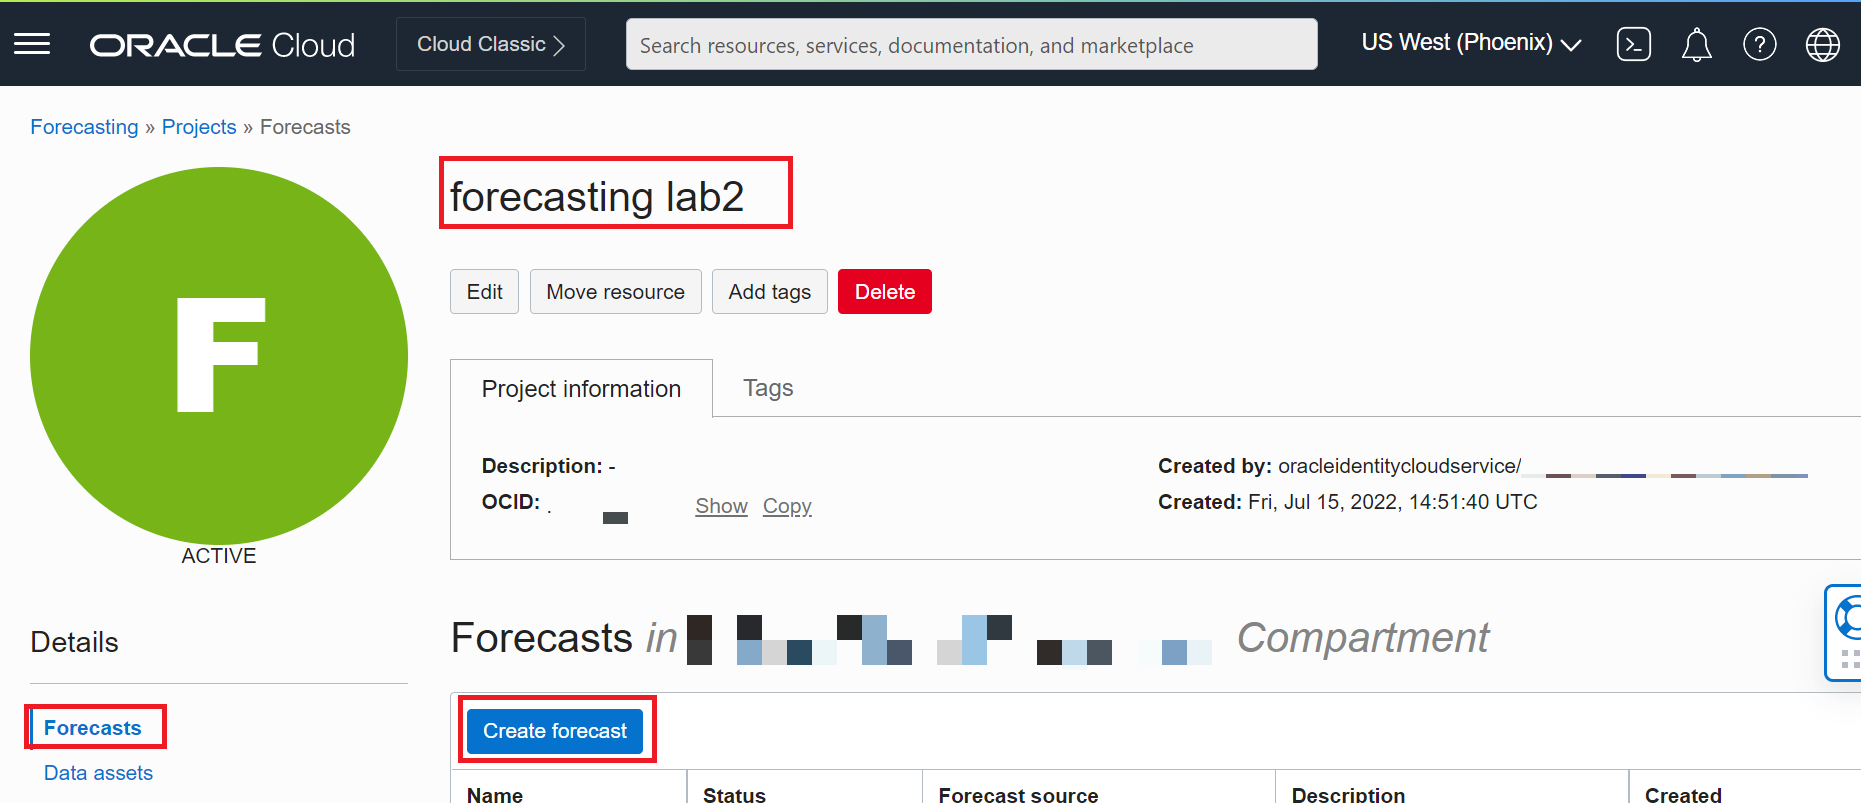 ORACLE Cloud
Cloud Classic
Search resources, services, documentation, and marketplace
US West (Phoenix)
Forecasting » Projects » Forecasts
F
ACTIVE
forecasting lab2
Edit
Move resource
Add tags
Delete
Project information
Tags
Description: -
OCID: .
Show Copy
Created by: oracleidentitycloudservice/
Created: Fri, Jul 15, 2022, 14:51:40 UTC
Details
Forecasts
Data assets
Forecasts in
Compartment
Create forecast
Name
Status
Forecast source
Description
Created